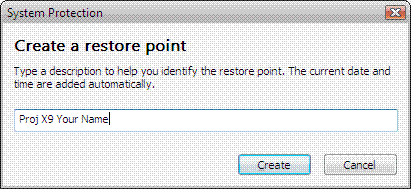 System Protection
Create a restore point
Type a description to help you identify the restore point. The current date and
time are added automatically.
Proj X9 Your Name
Create Cancel